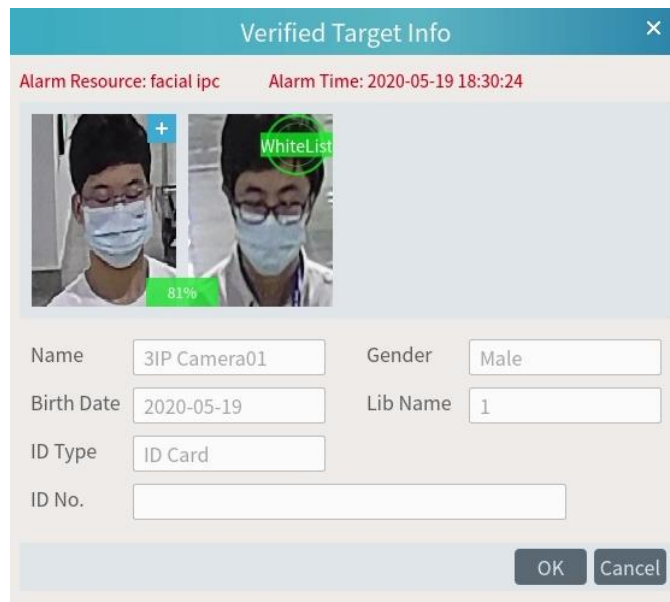 Verified Target Info ×
Alarm Resource: facial ipc Alarm Time: 2020-05-19 18:30:24
+
WhiteList
81%
Name 3IP Camera01 Gender Male
Birth Date 2020-05-19 Lib Name 1
ID Type ID Card
ID No.
OK Cancel